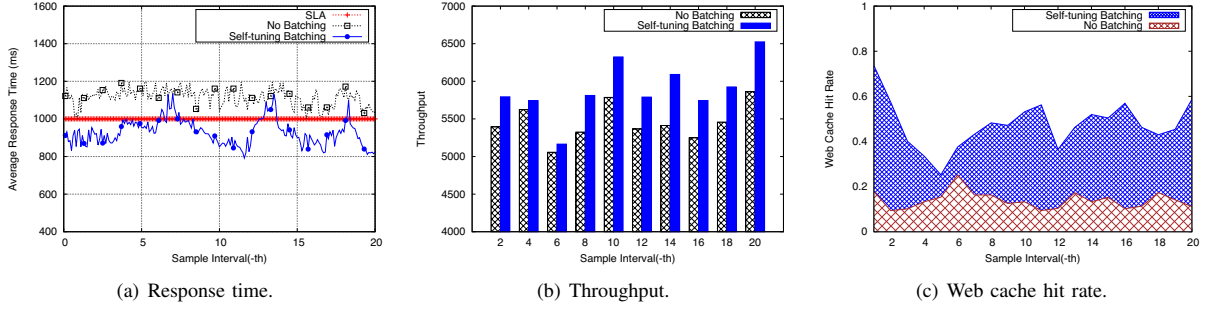 1600
1400
1200
1000
800
600
400
0
5
10
15
20
Average Response Time (ms)
Sample Interval(-th)
SLA
No Batching
Self-tuning Batching
(a) Response time.
7000
6500
6000
5500
5000
4500
4000
2 4 6 8 10 12 14 16 18 20
Throughput
Sample Interval(-th)
No Batching
Self-tuning Batching
(b) Throughput.
1
0.8
0.6
0.4
0.2
0
2 4 6 8 10 12 14 16 18 20
Web Cache Hit Rate
Sample Interval(-th)
Self-tuning Batching
No Batching
(c) Web cache hit rate.